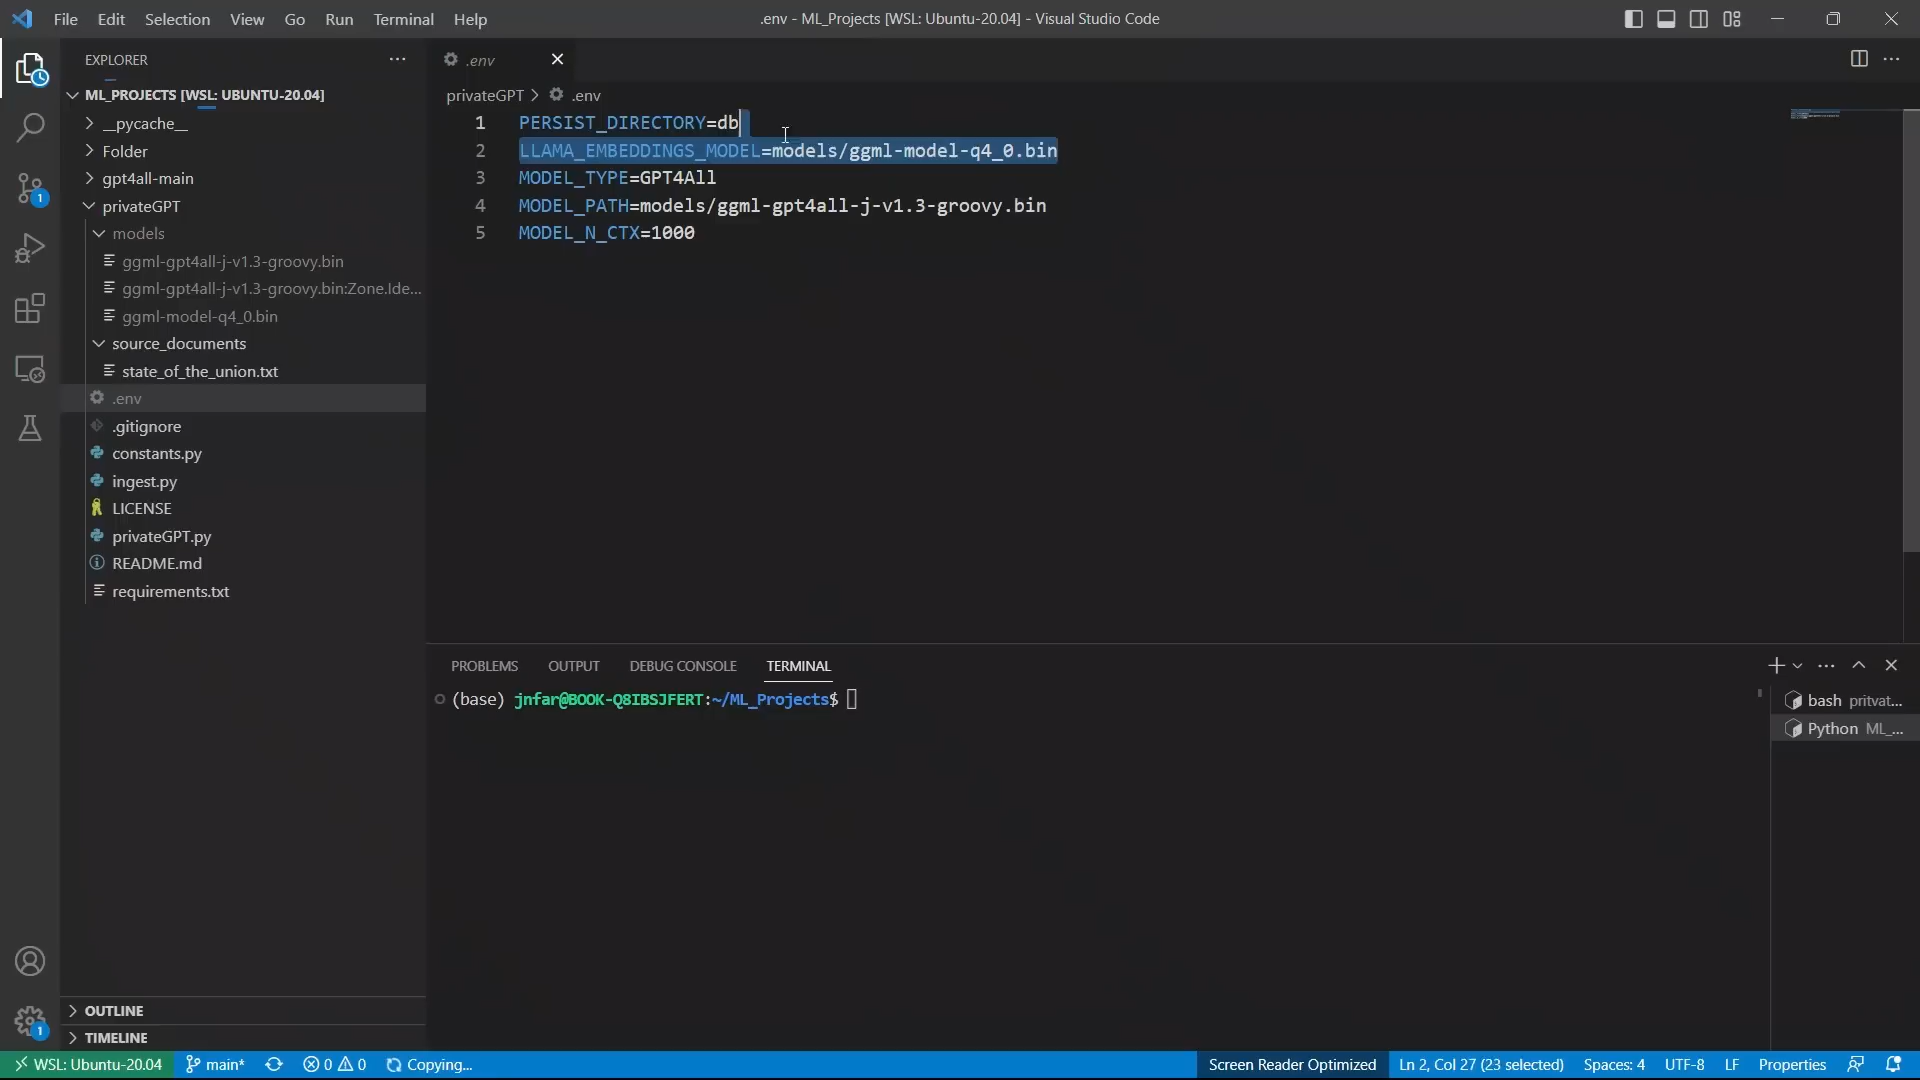 File Edit Selection View Go Run Terminal Help
.env - ML_Projects [WSL: Ubuntu-20.04] - Visual Studio Code
EXPLORER
ML_PROJECTS [WSL: UBUNTU-20.04]
__pycache__
Folder
gpt4all-main
privateGPT
models
ggml-gpt4all-j-v1.3-groovy.bin
ggml-gpt4all-j-v1.3-groovy.bin:Zone.Ide...
ggml-model-q4_0.bin
source_documents
state_of_the_union.txt
.env
.gitignore
constants.py
ingest.py
LICENSE
privateGPT.py
README.md
requirements.txt
OUTLINE
TIMELINE
.env
privateGPT > .env
1 PERSIST_DIRECTORY=db
2 LLAMA_EMBEDDINGS_MODEL=models/ggml-model-q4_0.bin
3 MODEL_TYPE=GPT4All
4 MODEL_PATH=models/ggml-gpt4all-j-v1.3-groovy.bin
5 MODEL_N_CTX=1000
PROBLEMS OUTPUT DEBUG CONSOLE TERMINAL
(base) jnfar@BOOK-Q8IBSJFERT:~/ML_Projects$
bash pritvat...
Python ML_...
1
1
WSL: Ubuntu-20.04 main* 0 0 Copying... Screen Reader Optimized Ln 2, Col 27 (23 selected) Spaces: 4 UTF-8 LF Properties